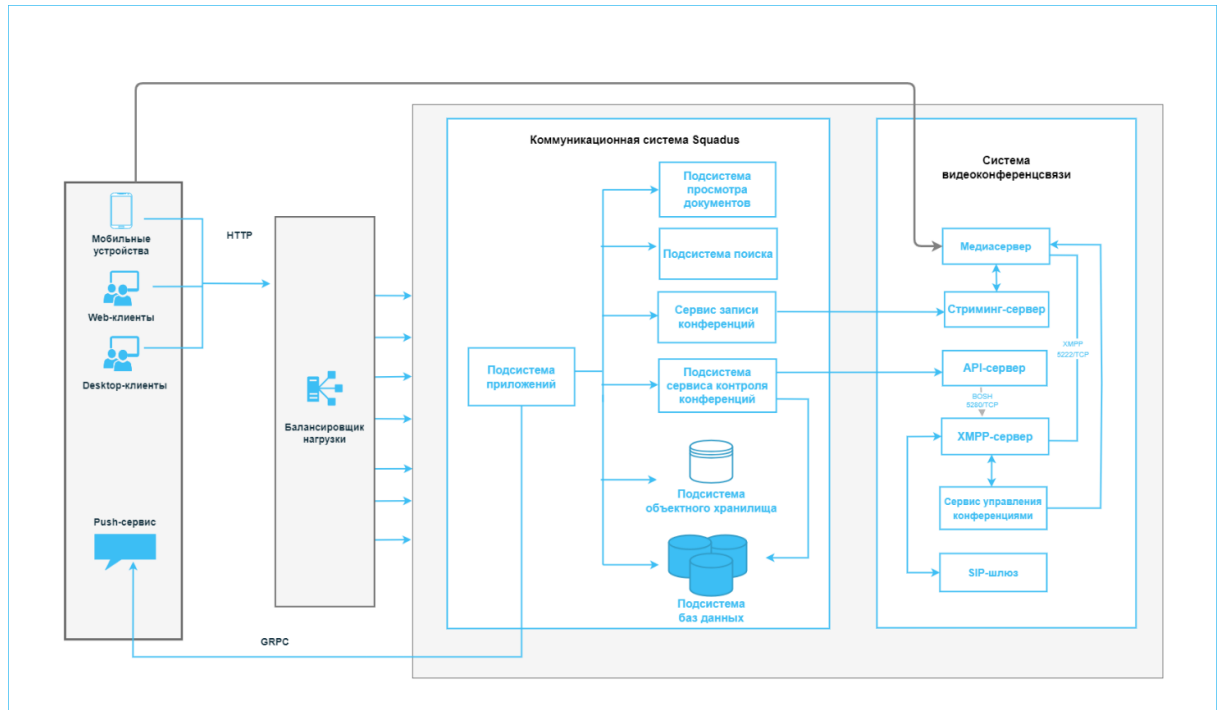 Коммуникационная система Squadus
Система
видеоконференцсвязи
Мобильные
устройства
Web-клиенты
Desktop-клиенты
Push-сервис
HTTP
GRPC
Балансировщик
нагрузки
Подсистема
приложений
Подсистема
просмотра
документов
Подсистема поиска
Сервис записи
конференций
Подсистема
сервиса контроля
конференций
Подсистема
объектного хранилища
Подсистема
баз данных
Медиасервер
Стриминг-сервер
XMPP
5222/TCP
API-сервер
BOSH
5280/TCP
XMPP-сервер
Сервис управления
конференциями
SIP-шлюз